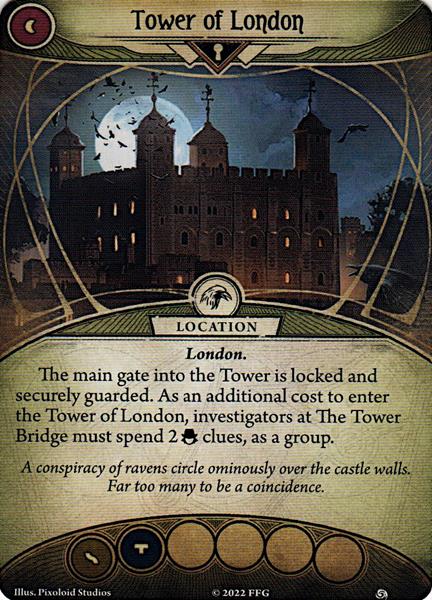 Tower of London
LOCATION
London.
The main gate into the Tower is locked and
securely guarded. As an additional cost to enter
the Tower of London, investigators at The Tower
Bridge must spend 2 clues, as a group.
A conspiracy of ravens circle ominously over the castle walls.
Far too many to be a coincidence.
Illus. Pixoloid Studios
© 2022 FFG